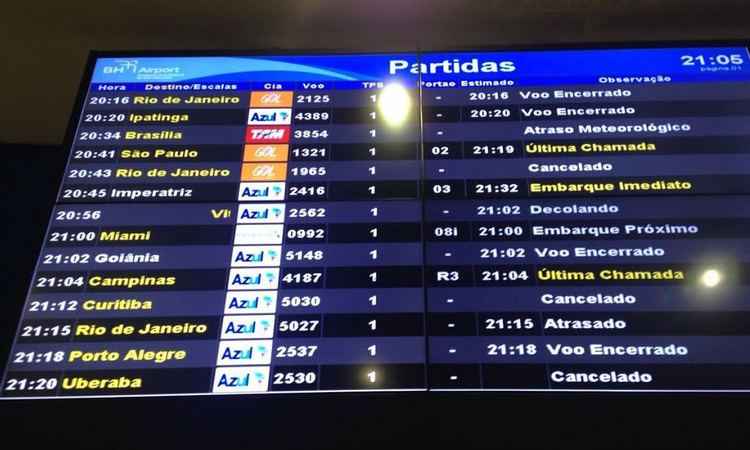 BH Airport
Partidas
21:05
página 01
Hora Destino/Escalas Cia Voo TPS Portao Estimado Observação
20:16 Rio de Janeiro GOL 2125 1 - 20:16 Voo Encerrado
20:20 Ipatinga Azul 4389 1 - 20:20 Voo Encerrado
20:34 Brasília TAM 3854 1 - Atraso Meteorológico
20:41 São Paulo GOL 1321 1 02 21:19 Última Chamada
20:43 Rio de Janeiro GOL 1965 1 - Cancelado
20:45 Imperatriz Azul 2416 1 03 21:32 Embarque Imediato
20:56 Vi Azul 2562 1 - 21:02 Decolando
21:00 Miami 0992 1 08i 21:00 Embarque Próximo
21:02 Goiânia Azul 5148 1 - 21:02 Voo Encerrado
21:04 Campinas Azul 4187 1 R3 21:04 Última Chamada
21:12 Curitiba Azul 5030 1 - Cancelado
21:15 Rio de Janeiro Azul 5027 1 - 21:15 Atrasado
21:18 Porto Alegre Azul 2537 1 - 21:18 Voo Encerrado
21:20 Uberaba Azul 2530 1 - Cancelado